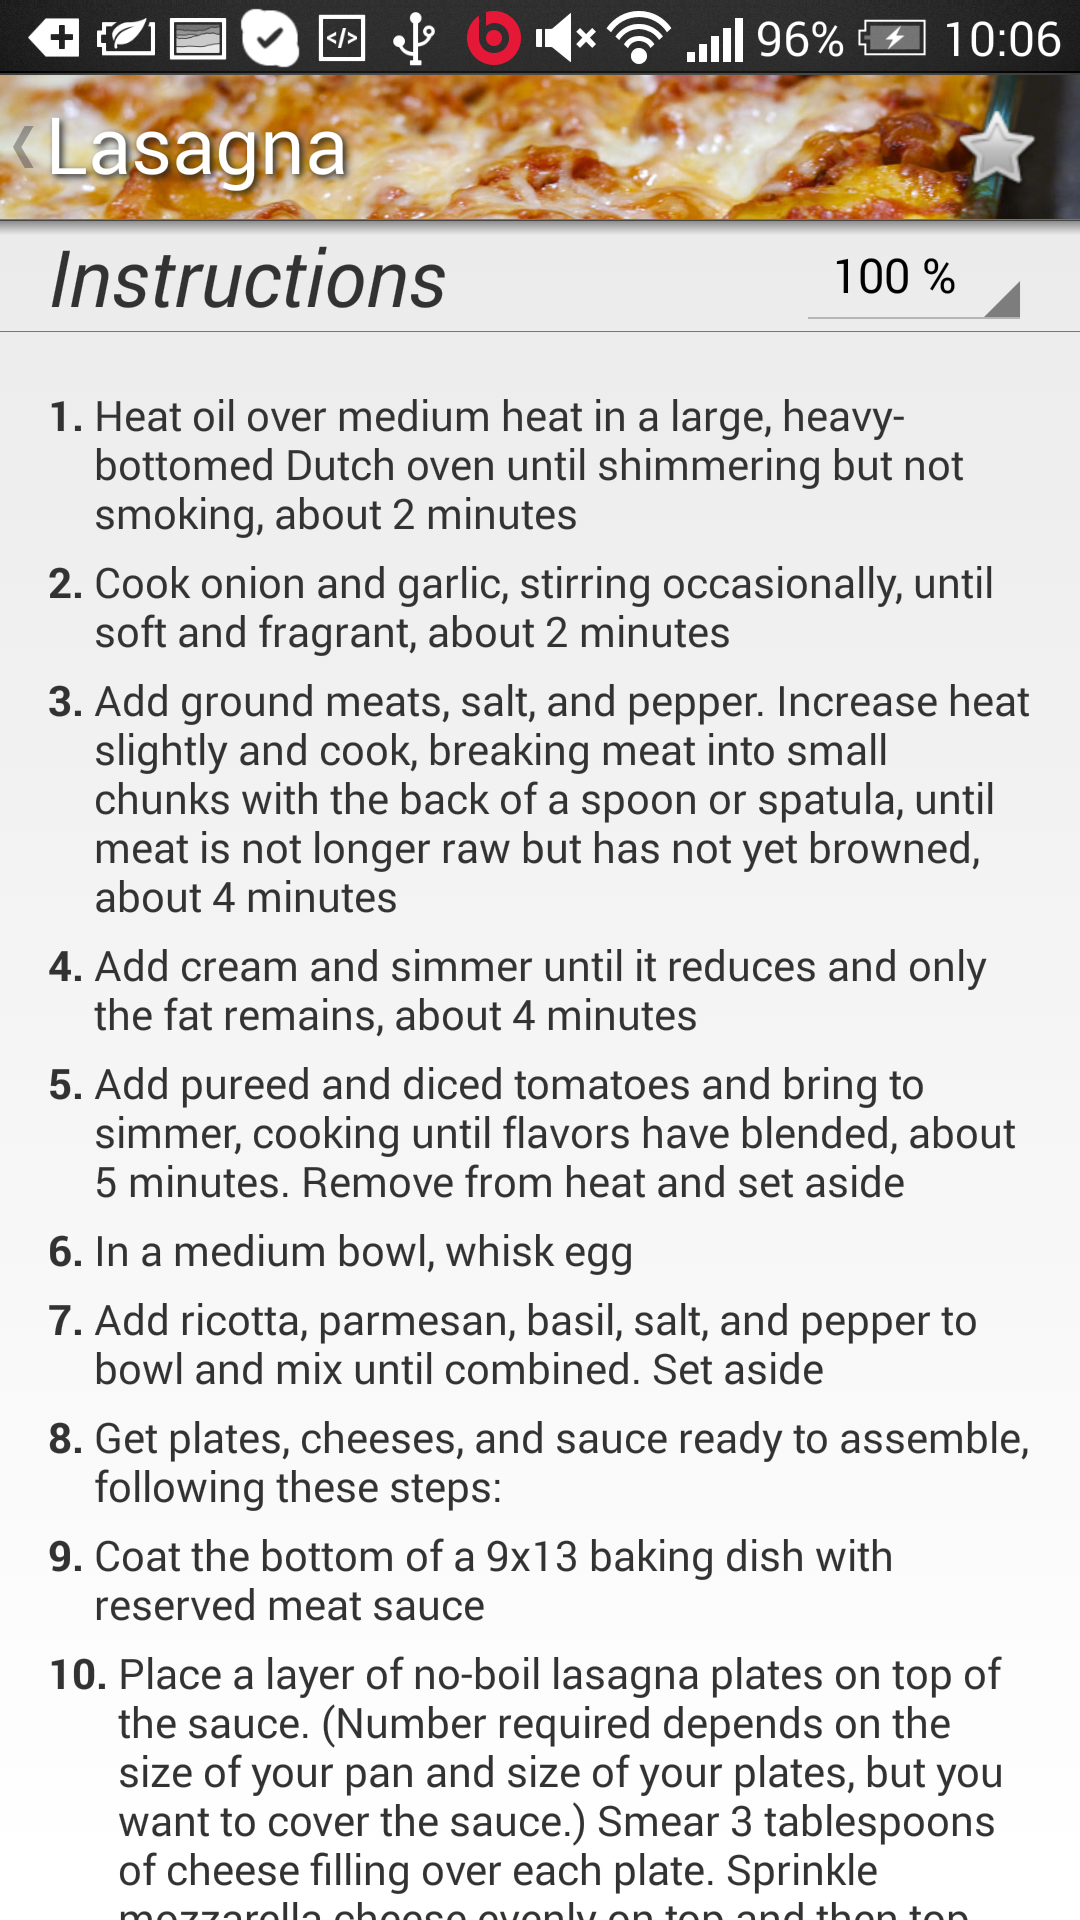 96% 10:06
Lasagna
Instructions
100 %
1. Heat oil over medium heat in a large, heavy-
bottomed Dutch oven until shimmering but not
smoking, about 2 minutes
2. Cook onion and garlic, stirring occasionally, until
soft and fragrant, about 2 minutes
3. Add ground meats, salt, and pepper. Increase heat
slightly and cook, breaking meat into small
chunks with the back of a spoon or spatula, until
meat is not longer raw but has not yet browned,
about 4 minutes
4. Add cream and simmer until it reduces and only
the fat remains, about 4 minutes
5. Add pureed and diced tomatoes and bring to
simmer, cooking until flavors have blended, about
5 minutes. Remove from heat and set aside
6. In a medium bowl, whisk egg
7. Add ricotta, parmesan, basil, salt, and pepper to
bowl and mix until combined. Set aside
8. Get plates, cheeses, and sauce ready to assemble,
following these steps:
9. Coat the bottom of a 9x13 baking dish with
reserved meat sauce
10. Place a layer of no-boil lasagna plates on top of
the sauce. (Number required depends on the
size of your pan and size of your plates, but you
want to cover the sauce.) Smear 3 tablespoons
of cheese filling over each plate. Sprinkle
mozzarella cheese evenly on top and then top